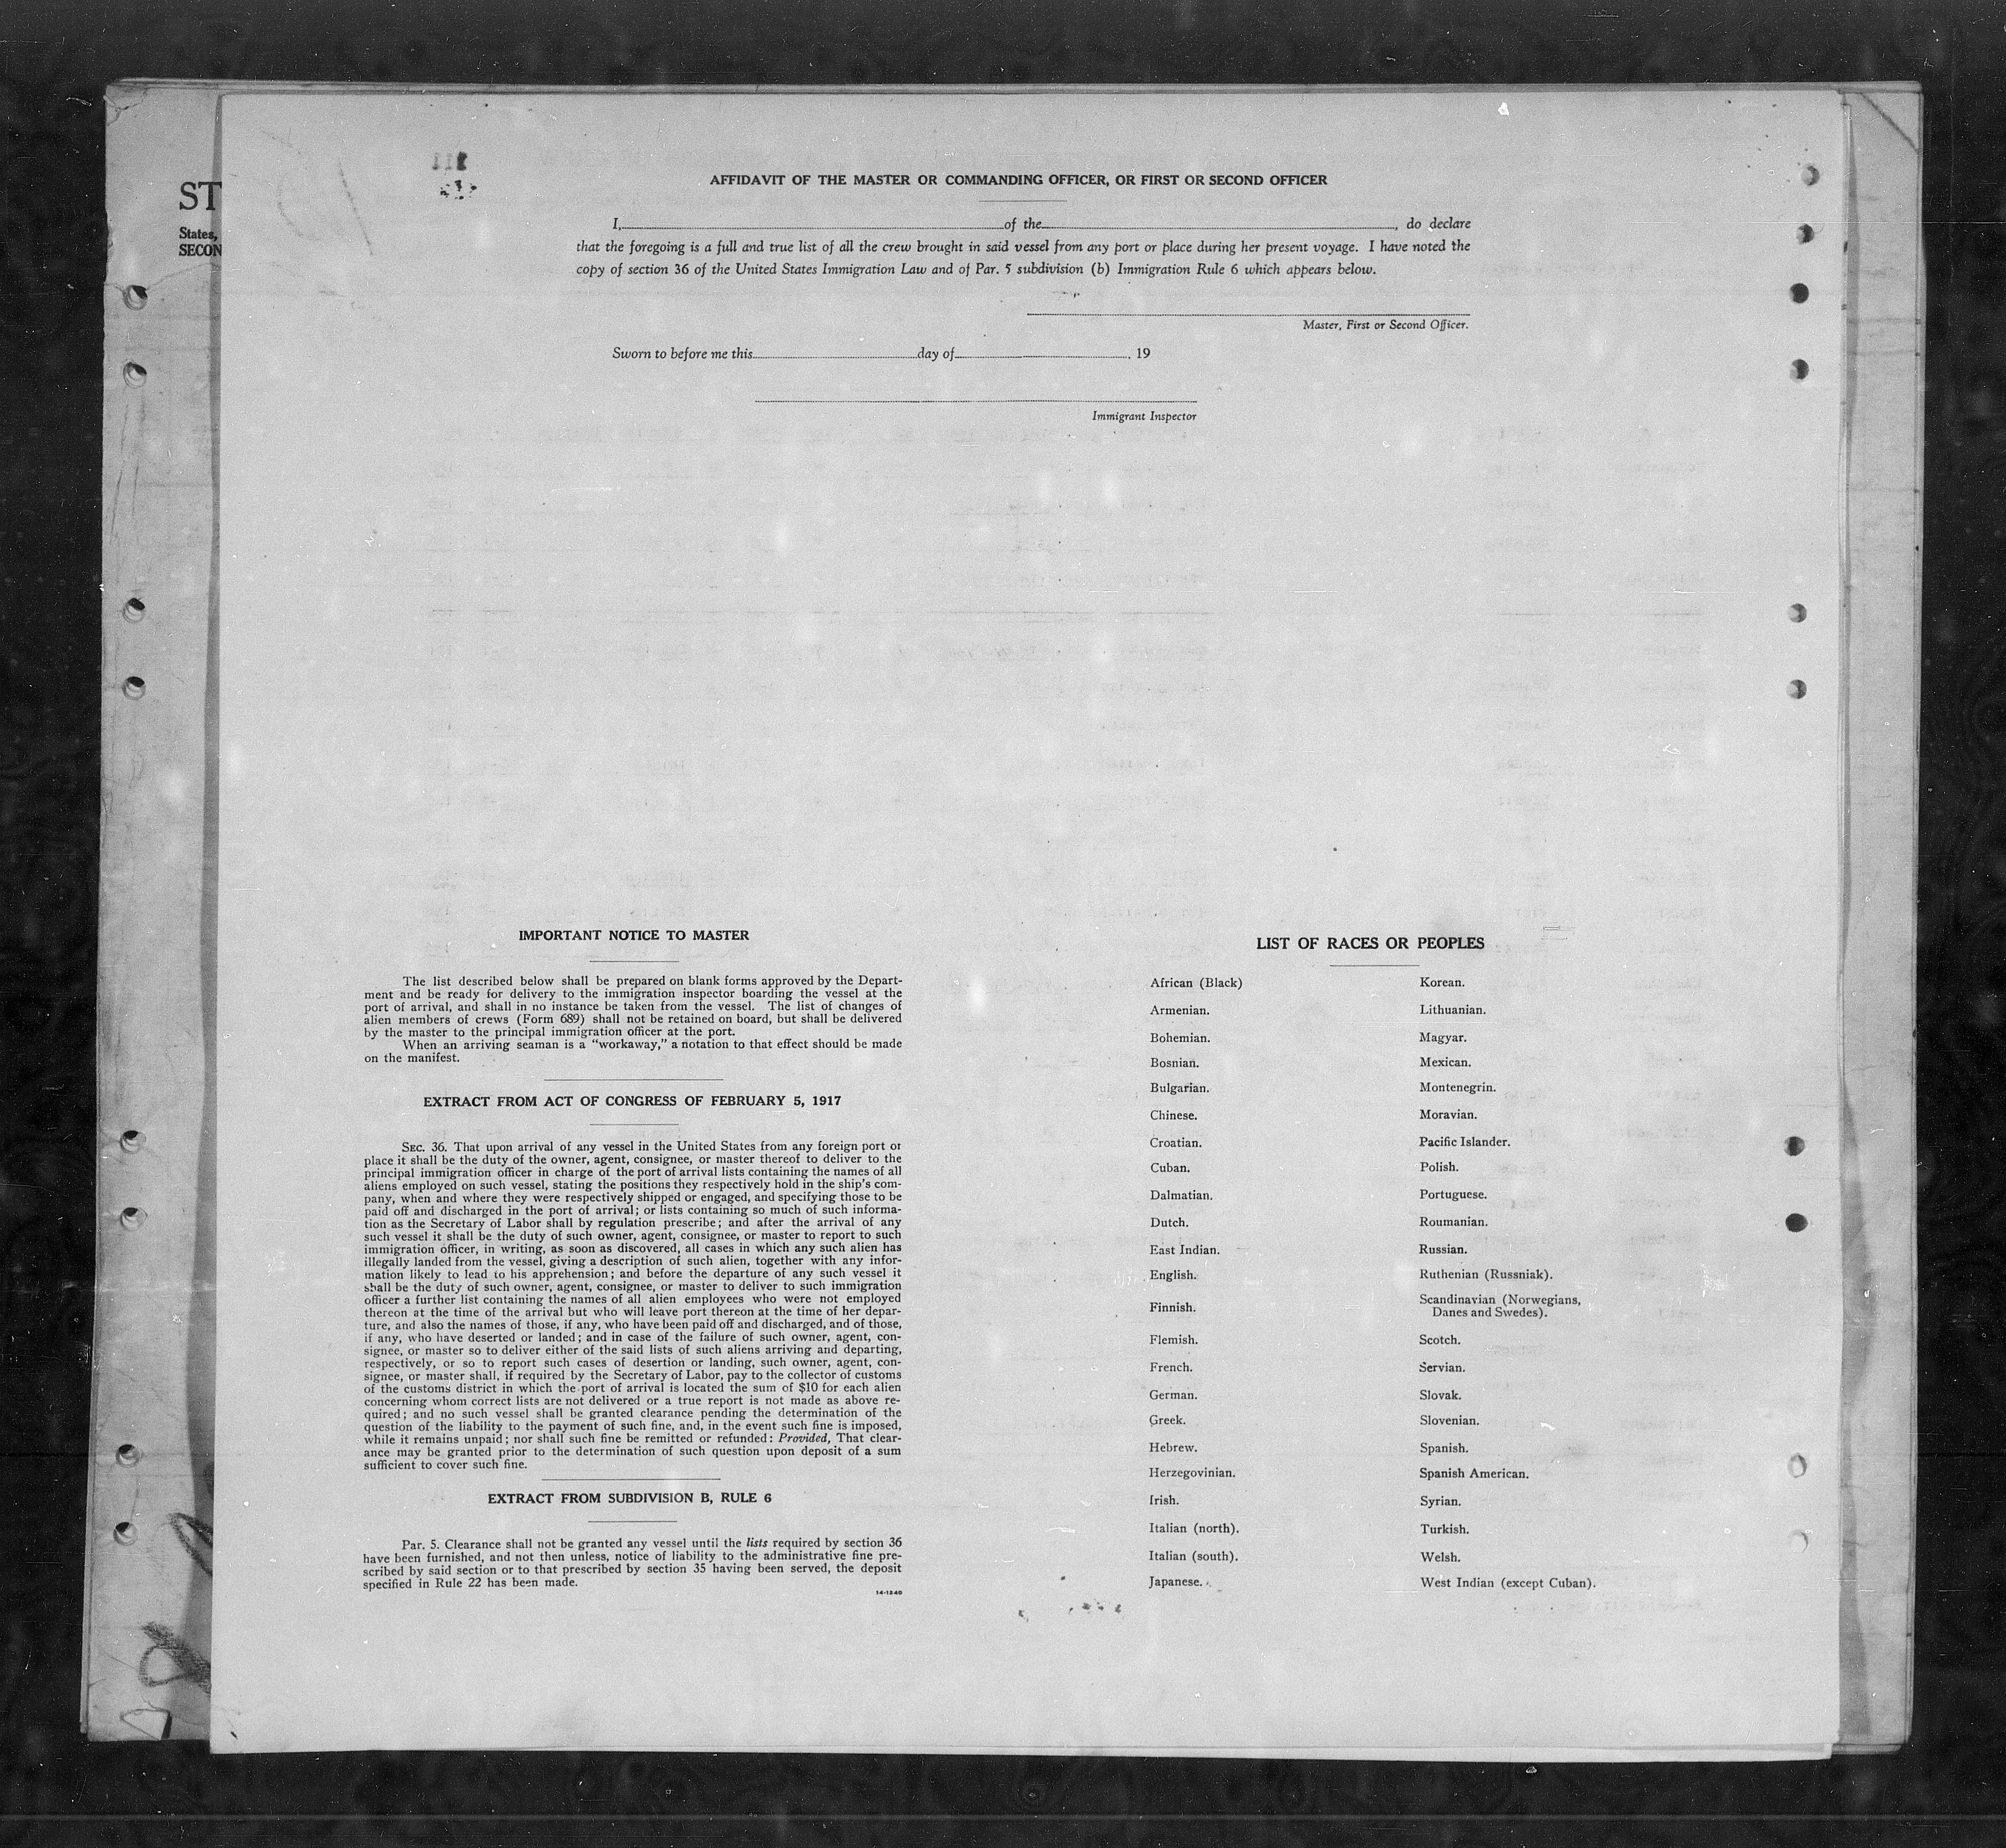 ST
States,
SECON
AFFIDAVIT OF THE MASTER OR COMMANDING OFFICER, OR FIRST OR SECOND OFFICER
I, of the , do declare
that the foregoing is a full and true list of all the crew brought in said vessel from any port or place during her present voyage. I have noted the
copy of section 36 of the United States Immigration Law and of Par. 5 subdivision (b) Immigration Rule 6 which appears below.
Master, First or Second Officer.
Sworn to before me this day of , 19
Immigrant Inspector
IMPORTANT NOTICE TO MASTER
The list described below shall be prepared on blank forms approved by the Depart-
ment and be ready for delivery to the immigration inspector boarding the vessel at the
port of arrival, and shall in no instance be taken from the vessel. The list of changes of
alien members of crews (Form 689) shall not be retained on board, but shall be delivered
by the master to the principal immigration officer at the port.
When an arriving seaman is a "workaway," a notation to that effect should be made
on the manifest.
EXTRACT FROM ACT OF CONGRESS OF FEBRUARY 5, 1917
SEC. 36. That upon arrival of any vessel in the United States from any foreign port or
place it shall be the duty of the owner, agent, consignee, or master thereof to deliver to the
principal immigration officer in charge of the port of arrival lists containing the names of all
aliens employed on such vessel, stating the positions they respectively hold in the ship's com-
pany, when and where they were respectively shipped or engaged, and specifying those to be
paid off and discharged in the port of arrival; or lists containing so much of such informa-
tion as the Secretary of Labor shall by regulation prescribe; and after the arrival of any
such vessel it shall be the duty of such owner, agent, consignee, or master to report to such
immigration officer, in writing, as soon as discovered, all cases in which any such alien has
illegally landed from the vessel, giving a description of such alien, together with any infor-
mation likely to lead to his apprehension; and before the departure of any such vessel it
shall be the duty of such owner, agent, consignee, or master to deliver to such immigration
officer a further list containing the names of all alien employees who were not employed
thereon at the time of the arrival but who will leave port thereon at the time of her depar-
ture, and also the names of those, if any, who have been paid off and discharged, and of those,
if any, who have deserted or landed; and in case of the failure of such owner, agent, con-
signee, or master so to deliver either of the said lists of such aliens arriving and departing,
respectively, or so to report such cases of desertion or landing, such owner, agent, con-
signee, or master shall, if required by the Secretary of Labor, pay to the collector of customs
of the customs district in which the port of arrival is located the sum of $10 for each alien
concerning whom correct lists are not delivered or a true report is not made as above re-
quired; and no such vessel shall be granted clearance pending the determination of the
question of the liability to the payment of such fine, and, in the event such fine is imposed,
while it remains unpaid; nor shall such fine be remitted or refunded: Provided, That clear-
ance may be granted prior to the determination of such question upon deposit of a sum
sufficient to cover such fine.
EXTRACT FROM SUBDIVISION B, RULE 6
Par. 5. Clearance shall not be granted any vessel until the lists required by section 36
have been furnished, and not then unless, notice of liability to the administrative fine pre-
scribed by said section or to that prescribed by section 35 having been served, the deposit
specified in Rule 22 has been made.
14-1240
LIST OF RACES OR PEOPLES
African (Black)
Armenian.
Bohemian.
Bosnian.
Bulgarian.
Chinese.
Croatian.
Cuban.
Dalmatian.
Dutch.
East Indian.
English.
Finnish.
Flemish.
French.
German.
Greek.
Hebrew.
Herzegovinian.
Irish.
Italian (north).
Italian (south).
Japanese.
Korean.
Lithuanian.
Magyar.
Mexican.
Montenegrin.
Moravian.
Pacific Islander.
Polish.
Portuguese.
Roumanian.
Russian.
Ruthenian (Russniak).
Scandinavian (Norwegians,
Danes and Swedes).
Scotch.
Servian.
Slovak.
Slovenian.
Spanish.
Spanish American.
Syrian.
Turkish.
Welsh.
West Indian (except Cuban).